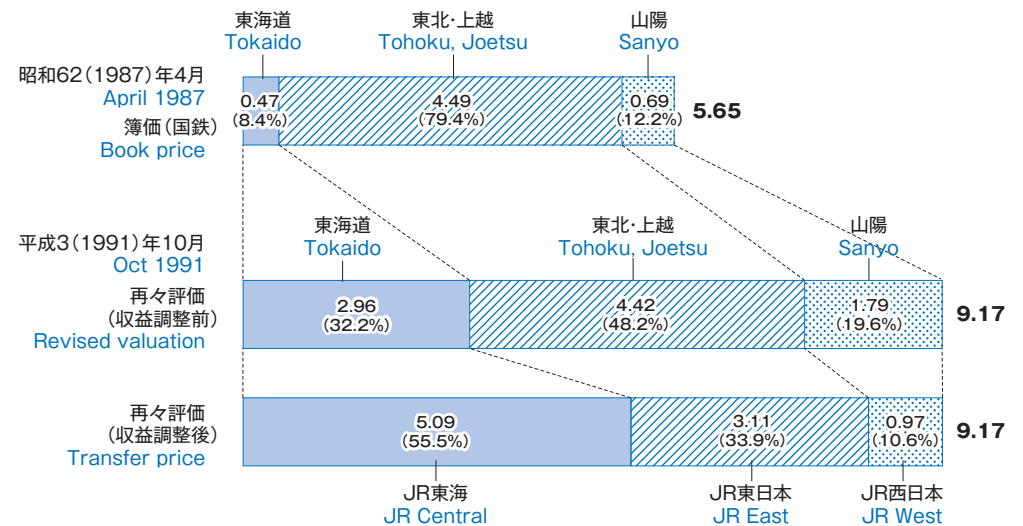 東海道
Tokaido
東北・上越
Tohoku, Joetsu
山陽
Sanyo
昭和62(1987)年4月
April 1987
簿価(国鉄)
Book price
0.47
(8.4%)
4.49
(79.4%)
0.69
(12.2%)
5.65
東海道
Tokaido
東北・上越
Tohoku, Joetsu
山陽
Sanyo
平成3(1991)年10月
Oct 1991
再々評価
(収益調整前)
Revised valuation
2.96
(32.2%)
4.42
(48.2%)
1.79
(19.6%)
9.17
再々評価
(収益調整後)
Transfer price
5.09
(55.5%)
3.11
(33.9%)
0.97
(10.6%)
9.17
JR東海
JR Central
JR東日本
JR East
JR西日本
JR West